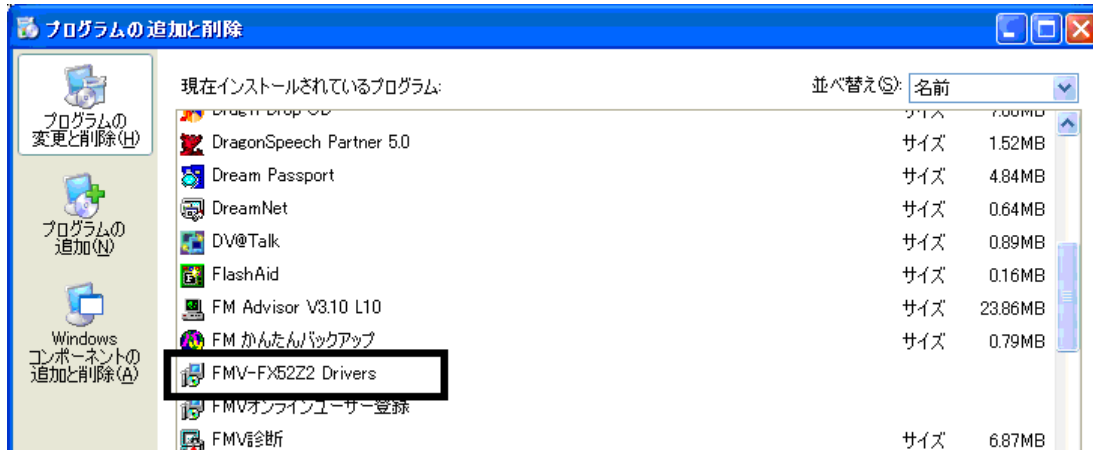 プログラムの追加と削除
現在インストールされているプログラム:
並べ替え(S): 名前
プログラムの
変更と削除(H)
DragonSpeech Partner 5.0 サイズ 1.52MB
Dream Passport サイズ 4.84MB
DreamNet サイズ 0.64MB
プログラムの
追加(N)
DV@Talk サイズ 0.89MB
FlashAid サイズ 0.16MB
FM Advisor V3.10 L10 サイズ 23.86MB
Windows
コンポーネントの
追加と削除(A)
FM かんたんバックアップ サイズ 0.79MB
FMV-FX52Z2 Drivers
FMVオンラインユーザー登録
FMV診断 サイズ 6.87MB